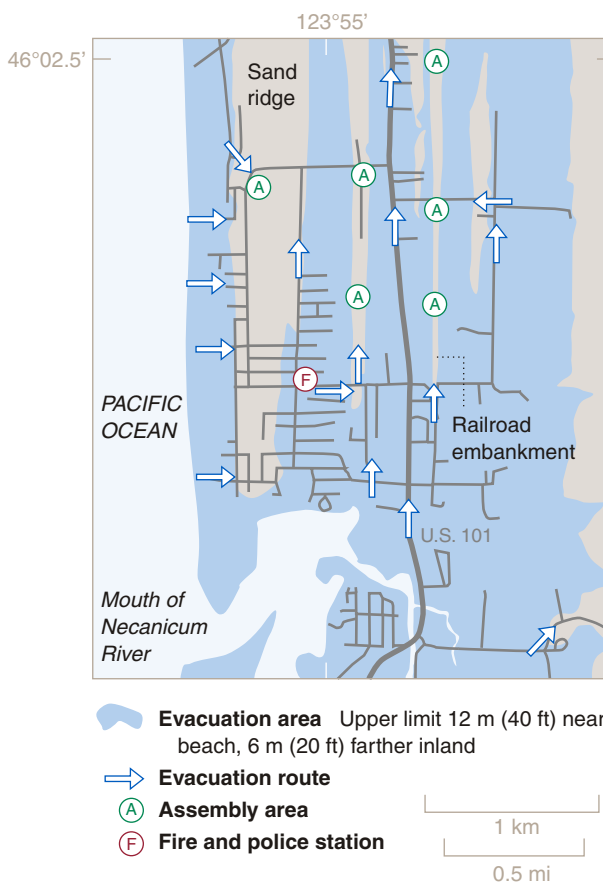 123°55’
46°02.5’
Sand
ridge
A
A
A
A
A
A
F
PACIFIC
OCEAN
Railroad
embankment
U.S. 101
Mouth of
Necanicum
River
Evacuation area Upper limit 12 m (40 ft) near
beach, 6 m (20 ft) farther inland
Evacuation route
A Assembly area
F Fire and police station
1 km
0.5 mi